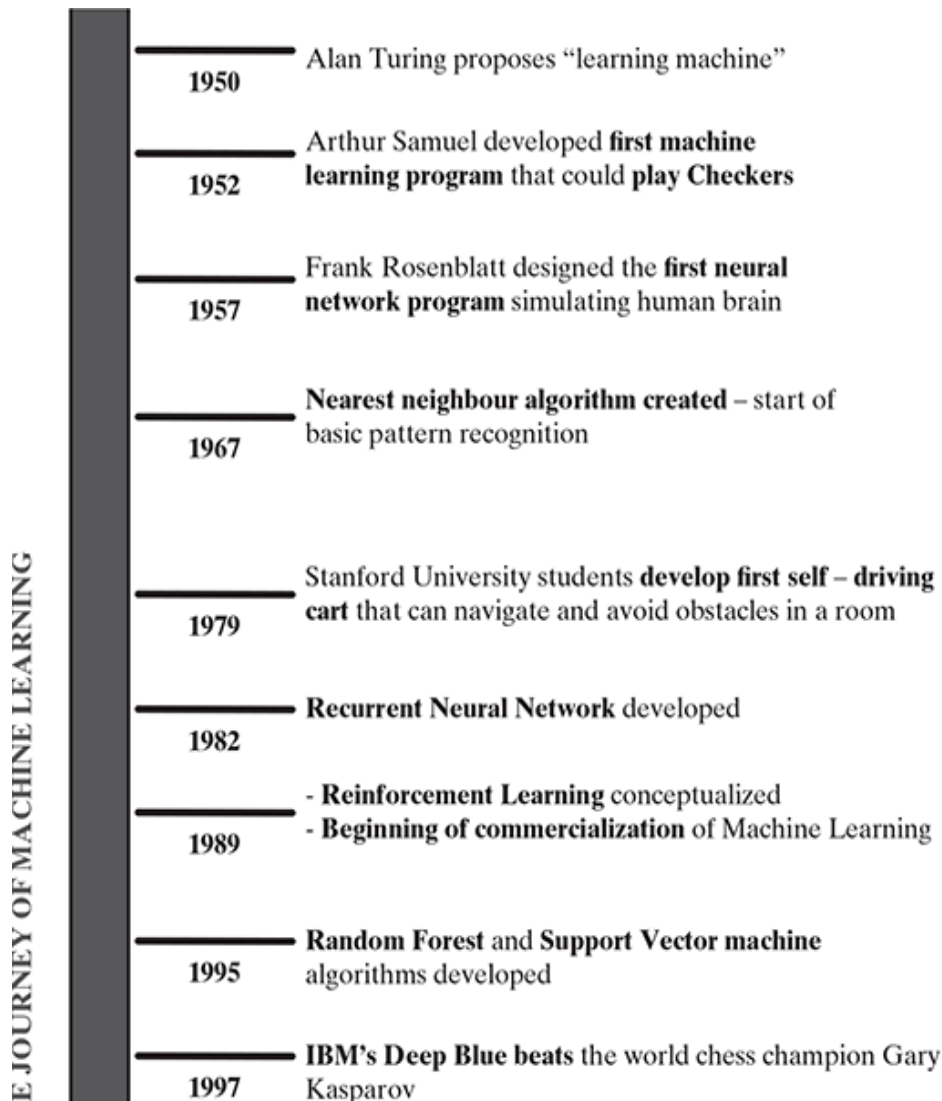 1950
Alan Turing proposes “learning machine”
1952
Arthur Samuel developed first machine
learning program that could play Checkers
1957
Frank Rosenblatt designed the first neural
network program simulating human brain
1967
Nearest neighbour algorithm created – start of
basic pattern recognition
1979
Stanford University students develop first self – driving
cart that can navigate and avoid obstacles in a room
1982
Recurrent Neural Network developed
1989
- Reinforcement Learning conceptualized
- Beginning of commercialization of Machine Learning
1995
Random Forest and Support Vector machine
algorithms developed
1997
IBM’s Deep Blue beats the world chess champion Gary
Kasparov
E JOURNEY OF MACHINE LEARNING